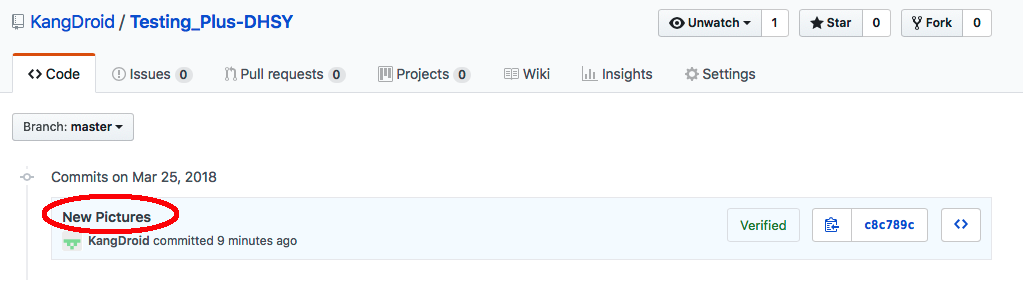 KangDroid / Testing_Plus-DHSY
Unwatch 1 Star 0 Fork 0
Code Issues 0 Pull requests 0 Projects 0 Wiki Insights Settings
Branch: master
Commits on Mar 25, 2018
New Pictures
Verified c8c789c
KangDroid committed 9 minutes ago